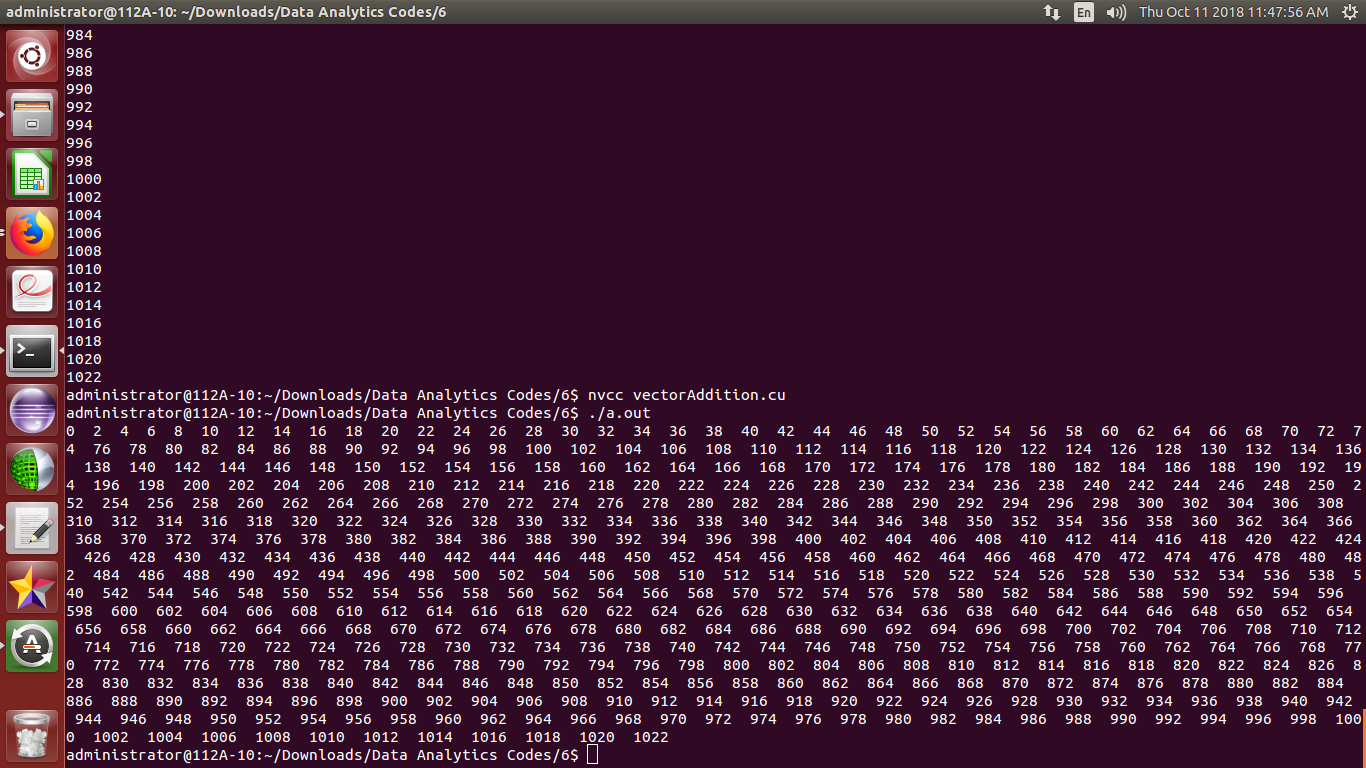 administrator@112A-10: ~/Downloads/Data Analytics Codes/6 En Thu Oct 11 2018 11:47:56 AM
984
986
988
990
992
994
996
998
1000
1002
1004
1006
1008
1010
1012
1014
1016
1018
1020
1022
administrator@112A-10:~/Downloads/Data Analytics Codes/6$ nvcc vectorAddition.cu
administrator@112A-10:~/Downloads/Data Analytics Codes/6$ ./a.out
0  2  4  6  8  10  12  14  16  18  20  22  24  26  28  30  32  34  36  38  40  42  44  46  48  50  52  54  56  58  60  62  64  66  68  70  72  7
4  76  78  80  82  84  86  88  90  92  94  96  98  100  102  104  106  108  110  112  114  116  118  120  122  124  126  128  130  132  134  136
  138  140  142  144  146  148  150  152  154  156  158  160  162  164  166  168  170  172  174  176  178  180  182  184  186  188  190  192  19
4  196  198  200  202  204  206  208  210  212  214  216  218  220  222  224  226  228  230  232  234  236  238  240  242  244  246  248  250  2
52  254  256  258  260  262  264  266  268  270  272  274  276  278  280  282  284  286  288  290  292  294  296  298  300  302  304  306  308
310  312  314  316  318  320  322  324  326  328  330  332  334  336  338  340  342  344  346  348  350  352  354  356  358  360  362  364  366
 368  370  372  374  376  378  380  382  384  386  388  390  392  394  396  398  400  402  404  406  408  410  412  414  416  418  420  422  424
  426  428  430  432  434  436  438  440  442  444  446  448  450  452  454  456  458  460  462  464  466  468  470  472  474  476  478  480  48
2  484  486  488  490  492  494  496  498  500  502  504  506  508  510  512  514  516  518  520  522  524  526  528  530  532  534  536  538  5
40  542  544  546  548  550  552  554  556  558  560  562  564  566  568  570  572  574  576  578  580  582  584  586  588  590  592  594  596
598  600  602  604  606  608  610  612  614  616  618  620  622  624  626  628  630  632  634  636  638  640  642  644  646  648  650  652  654
 656  658  660  662  664  666  668  670  672  674  676  678  680  682  684  686  688  690  692  694  696  698  700  702  704  706  708  710  712
  714  716  718  720  722  724  726  728  730  732  734  736  738  740  742  744  746  748  750  752  754  756  758  760  762  764  766  768  77
0  772  774  776  778  780  782  784  786  788  790  792  794  796  798  800  802  804  806  808  810  812  814  816  818  820  822  824  826  8
28  830  832  834  836  838  840  842  844  846  848  850  852  854  856  858  860  862  864  866  868  870  872  874  876  878  880  882  884
886  888  890  892  894  896  898  900  902  904  906  908  910  912  914  916  918  920  922  924  926  928  930  932  934  936  938  940  942
 944  946  948  950  952  954  956  958  960  962  964  966  968  970  972  974  976  978  980  982  984  986  988  990  992  994  996  998  100
0  1002  1004  1006  1008  1010  1012  1014  1016  1018  1020  1022
administrator@112A-10:~/Downloads/Data Analytics Codes/6$